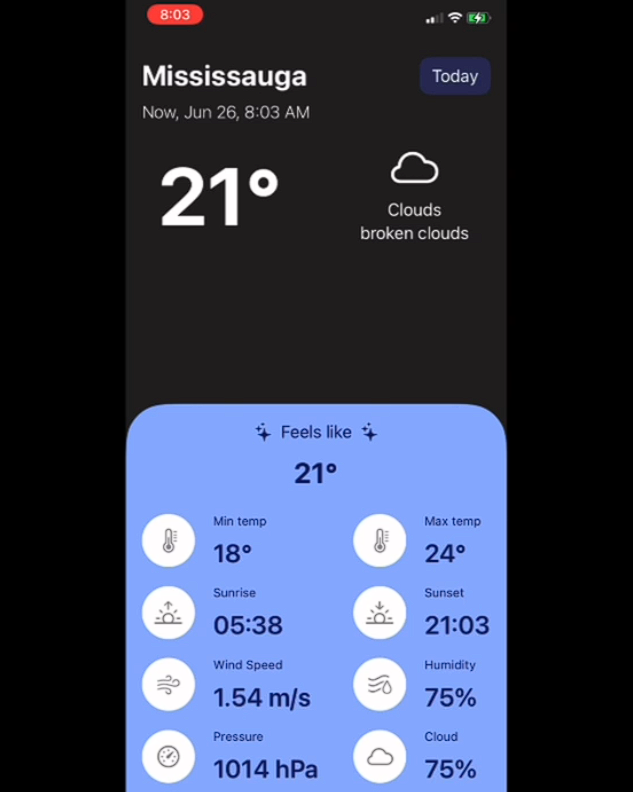 8:03
Mississauga
Today
Now, Jun 26, 8:03 AM
21°
Clouds
broken clouds
Feels like
21°
Min temp
18°
Max temp
24°
Sunrise
05:38
Sunset
21:03
Wind Speed
1.54 m/s
Humidity
75%
Pressure
1014 hPa
Cloud
75%